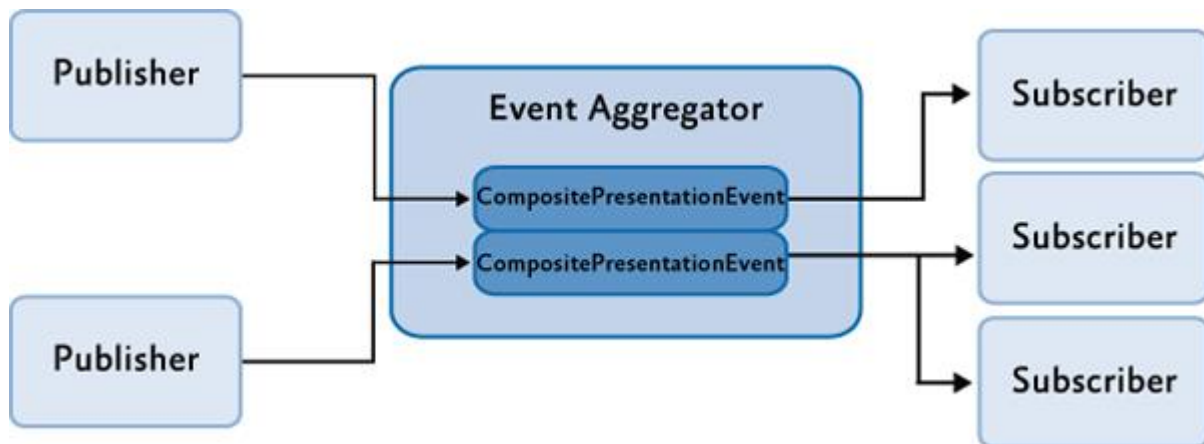 Publisher
Event Aggregator
Subscriber
CompositePresentationEvent
Subscriber
CompositePresentationEvent
Publisher
Subscriber